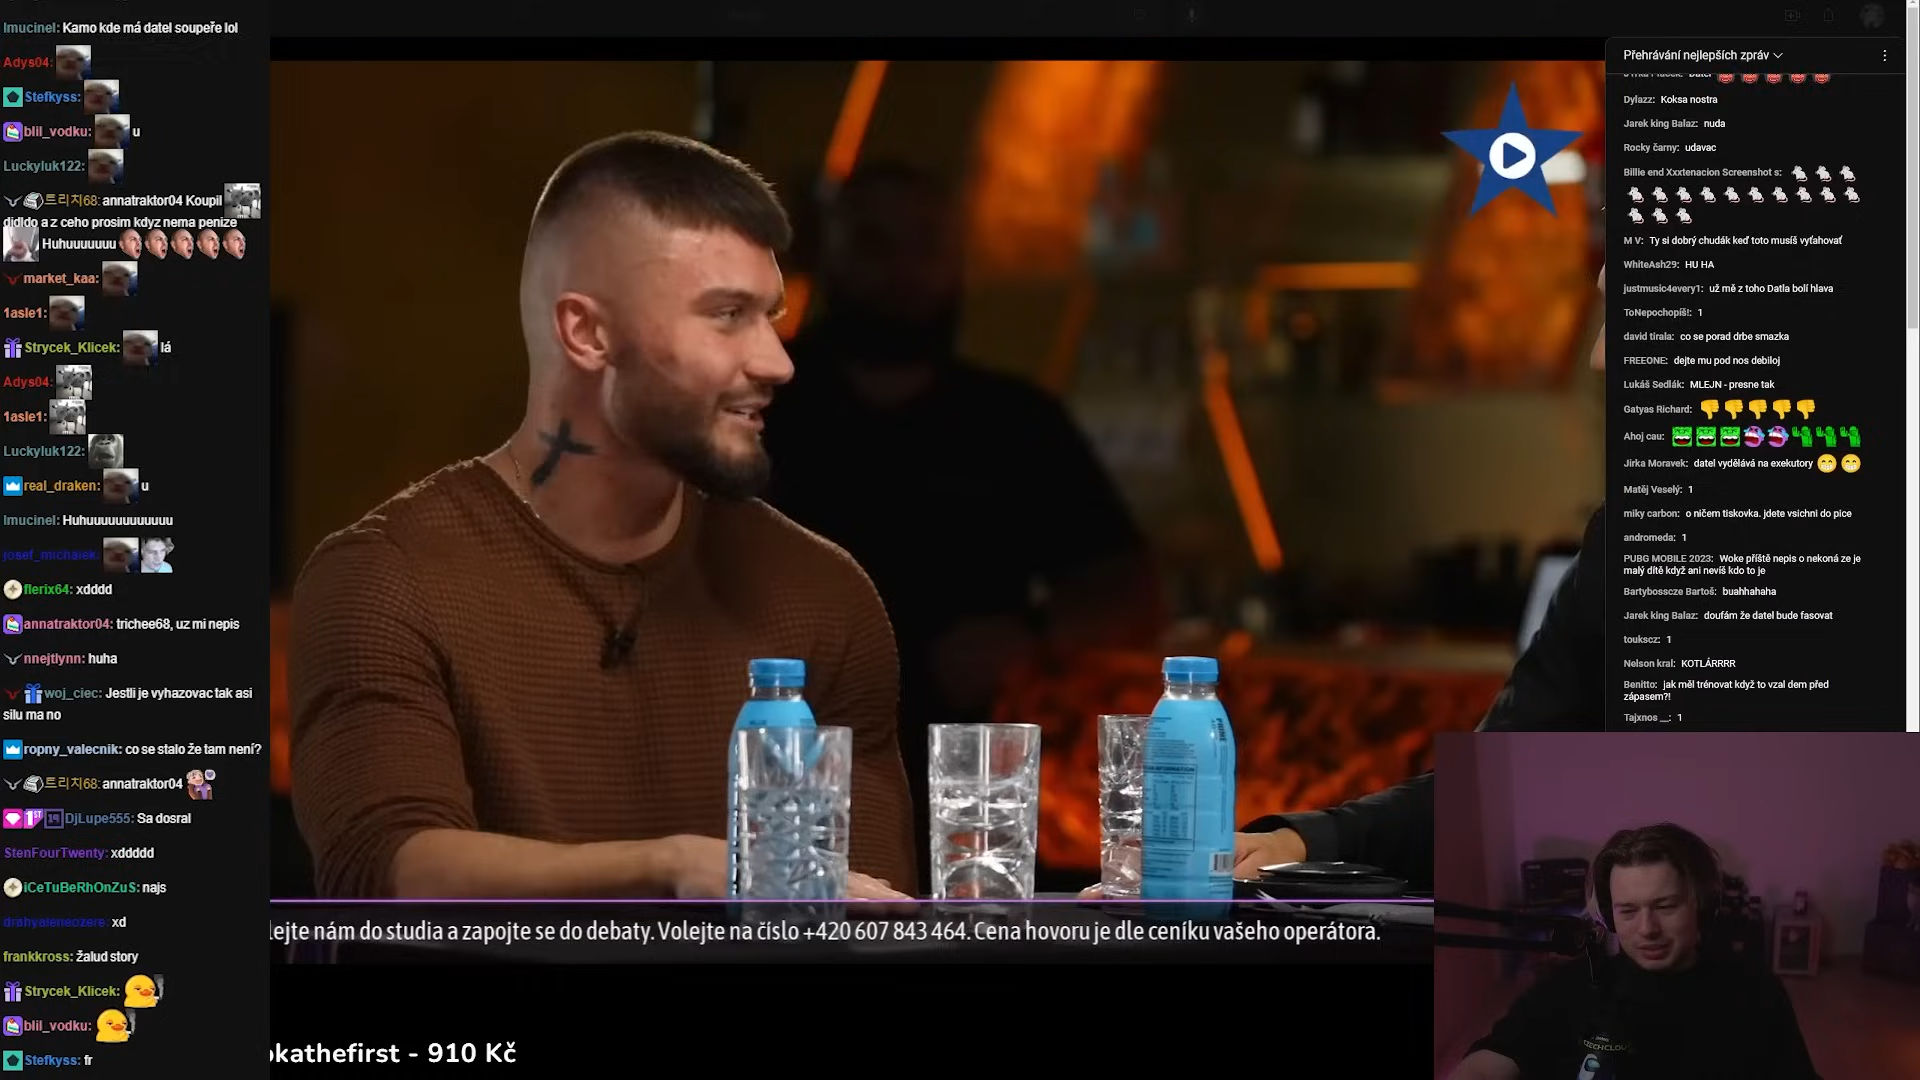 Imucinel: Kamo kde má datel soupeře lol
Adys04:
Stefkyss:
blil_vodku: u
Luckyluk122:
트리치68: annatraktor04 Koupil
didldo a z ceho prosim kdyz nema penize
Huhuuuuuuu
market_kaa:
1asle1:
Strycek_Klicek: lá
Adys04:
1asle1:
Luckyluk122:
real_draken: u
Imucinel: Huhuuuuuuuuuuuu
josef_michalek:
flerix64: xdddd
annatraktor04: trichee68, uz mi nepis
nnejtlynn: huha
woj_ciec: Jestli je vyhazovac tak asi
silu ma no
ropny_valecnik: co se stalo že tam není?
트리치68: annatraktor04
DjLupe555: Sa dosral
StenFourTwenty: xddddd
iCeTuBeRhOnZuS: najs
xd
frankkross: žalud story
Strycek_Klicek:
blil_vodku:
Stefkyss: fr
lejte nám do studia a zapojte se do debaty. Volejte na číslo +420 607 843 464. Cena hovoru je dle ceníku vašeho operátora.
okathefirst - 910 Kč
Přehrávání nejlepších zpráv
Dylazz: Koksa nostra
Jarek king Balaz: nuda
Rocky čarny: udavac
Billie end Xxxtenacion Screenshot s:
M V: Ty si dobrý chudák keď toto musíš vyťahovať
WhiteAsh29: HU HA
justmusic4every1: už mě z toho Datla bolí hlava
ToNepochopíš!: 1
david tirala: co se porad drbe smazka
FREEONE: dejte mu pod nos debiloj
Lukáš Sedlák: MLEJN - presne tak
Gatyas Richard:
Ahoj cau:
Jirka Moravek: datel vydělává na exekutory
Matěj Veselý: 1
miky carbon: o ničem tiskovka. jdete vsichni do pice
andromeda: 1
PUBG MOBILE 2023: Woke příště nepis o nekoná ze je
malý dítě když ani nevíš kdo to je
Bartybosscze Bartoš: buahhahaha
Jarek king Balaz: doufám že datel bude fasovat
toukscz: 1
Nelson kral: KOTLÁRRRR
Benitto: jak měl trénovat když to vzal dem před
zápasem?!
Tajxnos __: 1